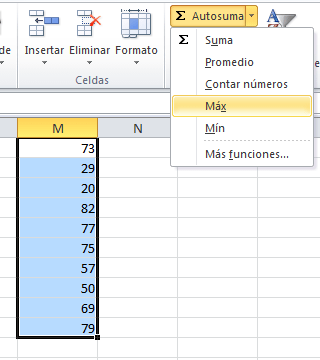 Σ Autosuma
Insertar Eliminar Formato
Celdas
Σ Suma
Promedio
Contar números
Máx
Mín
Más funciones...
M N
73
29
20
82
77
75
57
50
69
79